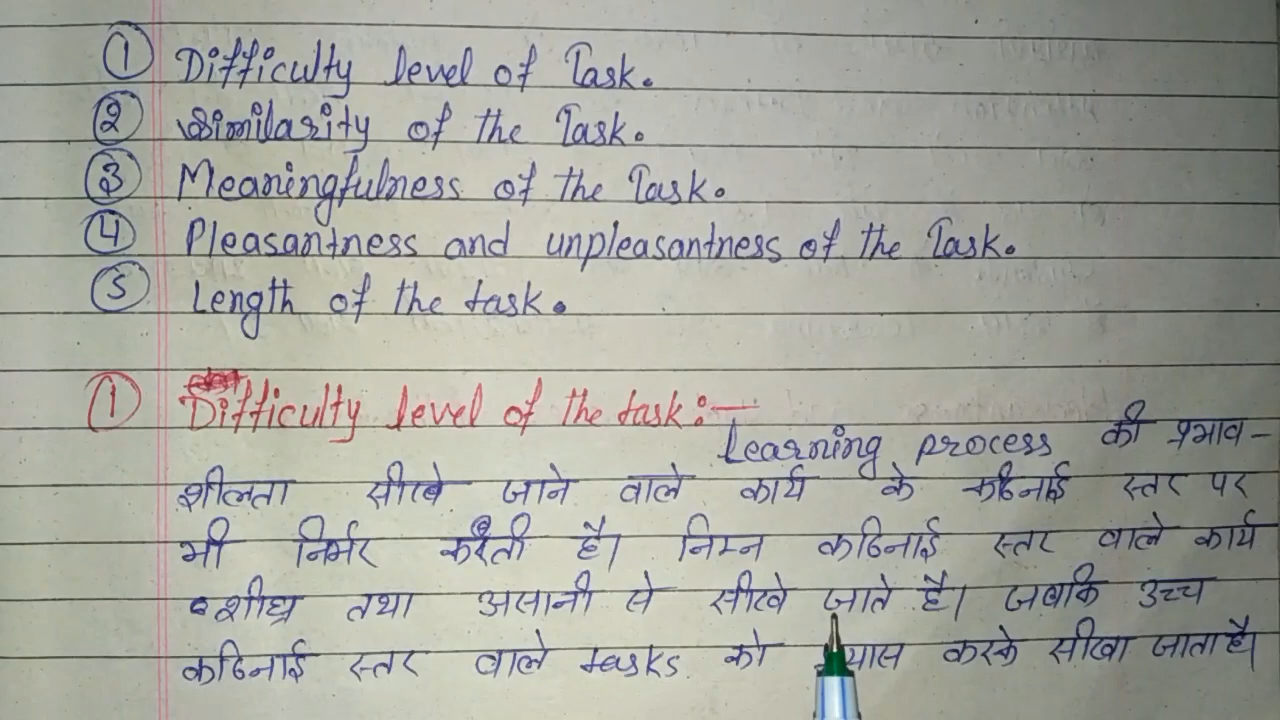 ① Difficulty level of Task.
② Similarity of the Task.
③ Meaningfulness of the Task.
④ Pleasantness and unpleasantness of the Task.
⑤ Length of the task.
① Difficulty level of the task:—
Learning process की प्रभाव-
शीलता सीखे जाने वाले कार्य के कठिनाई स्तर पर
भी निर्भर करती है। निम्न कठिनाई स्तर वाले कार्य
शीघ्र तथा असानी से सीखे जाते है। जबकि उच्च
कठिनाई स्तर वाले tasks को करके सीखा जाता है।